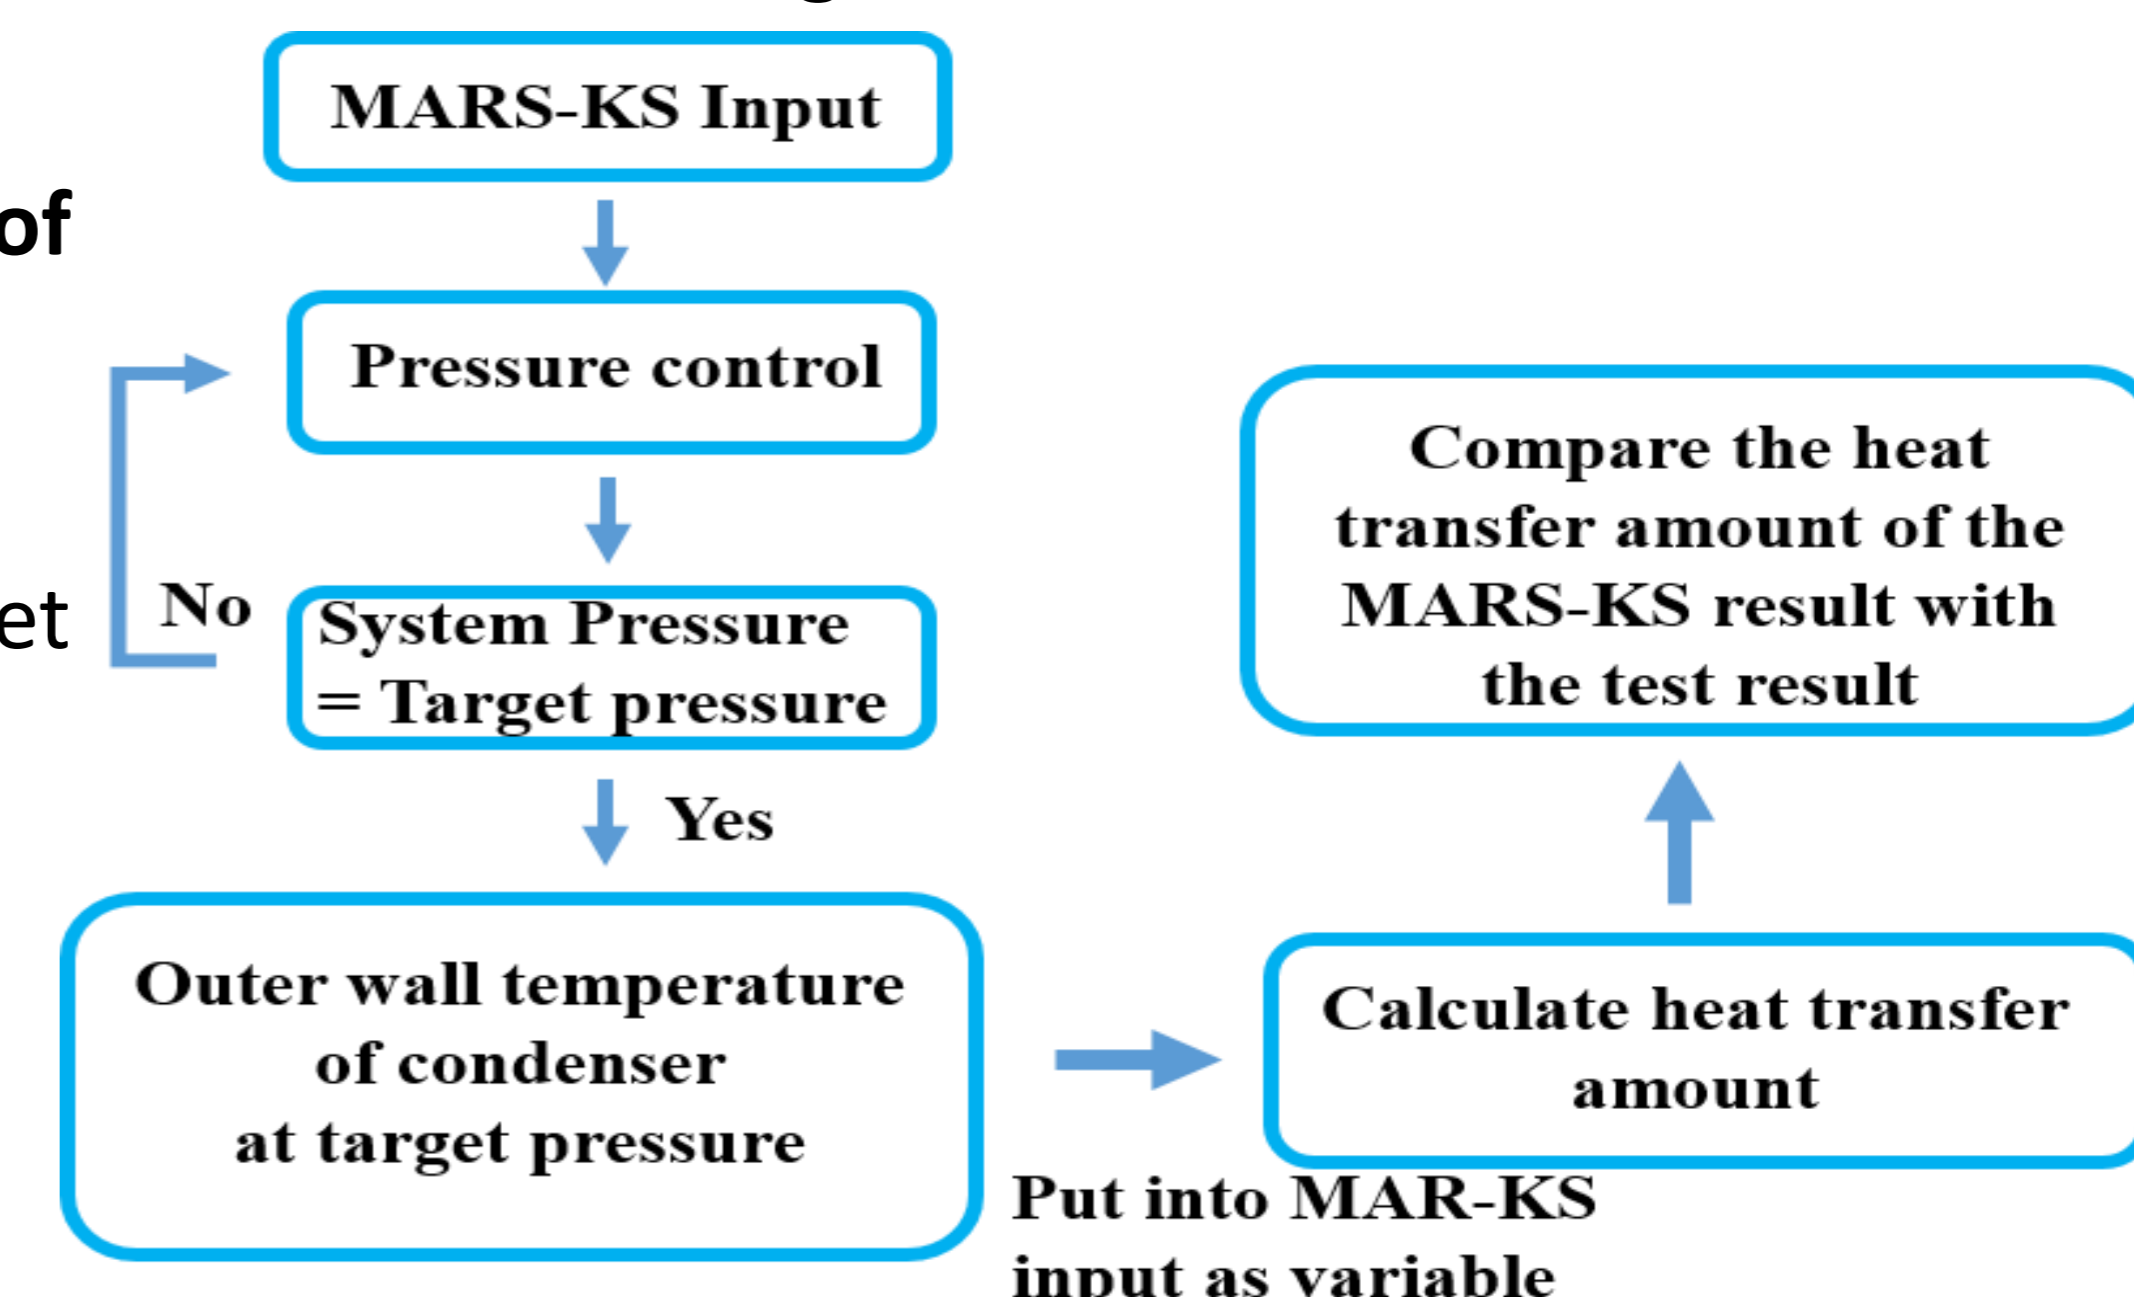 MARS-KS Input
of
Pressure control
et
No
System Pressure
= Target pressure
Yes
Outer wall temperature
of condenser
at target pressure
Put into MAR-KS
input as variable
Calculate heat transfer
amount
Compare the heat
transfer amount of the
MARS-KS result with
the test result